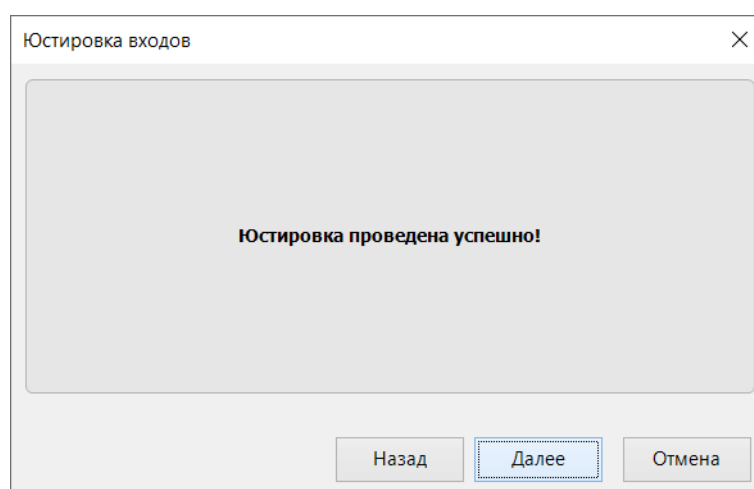 Юстировка входов
Юстировка проведена успешно!
Назад Далее Отмена